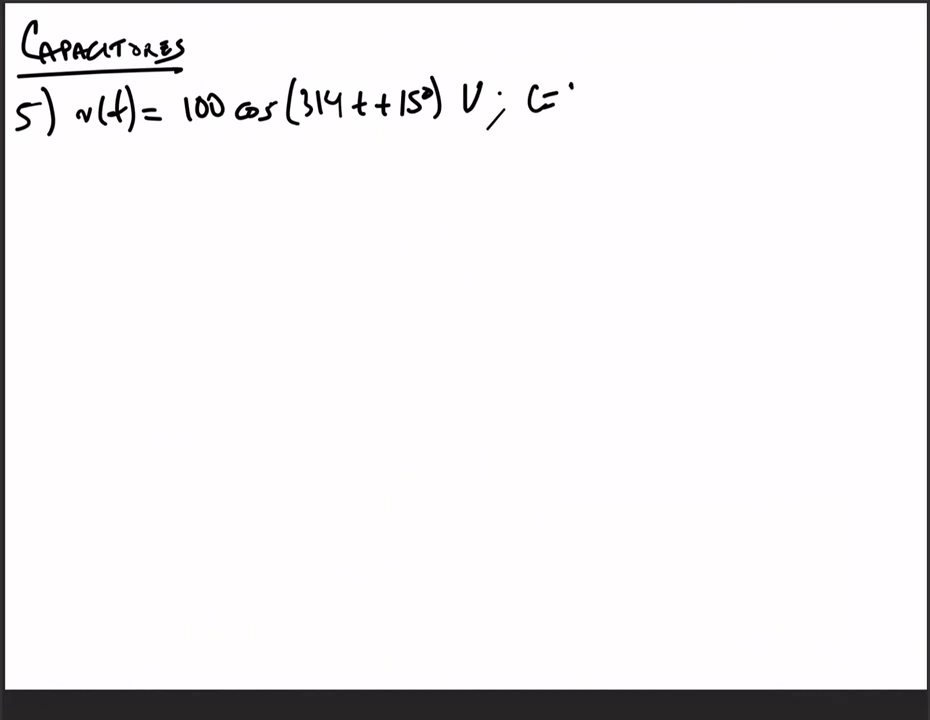 CAPACITORES
5) v(t) = 100 cos (314 t + 15°) V ; C =